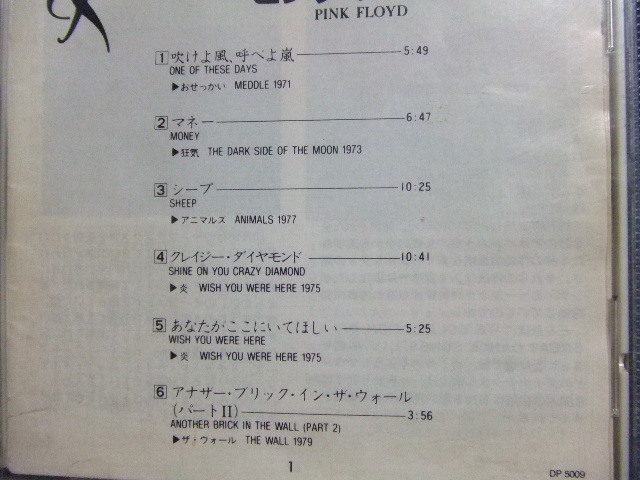 PINK FLOYD
1 吹けよ風、呼べよ嵐 5:49
ONE OF THESE DAYS
▶おせっかい MEDDLE 1971
2 マネー 6:47
MONEY
▶狂気 THE DARK SIDE OF THE MOON 1973
3 シープ 10:25
SHEEP
▶アニマルズ ANIMALS 1977
4 クレイジー・ダイヤモンド 10:41
SHINE ON YOU CRAZY DIAMOND
▶炎 WISH YOU WERE HERE 1975
5 あなたがここにいてほしい 5:25
WISH YOU WERE HERE
▶炎 WISH YOU WERE HERE 1975
6 アナザー・ブリック・イン・ザ・ウォール
(パートII) 3:56
ANOTHER BRICK IN THE WALL (PART 2)
▶ザ・ウォール THE WALL 1979
1
DP 5009